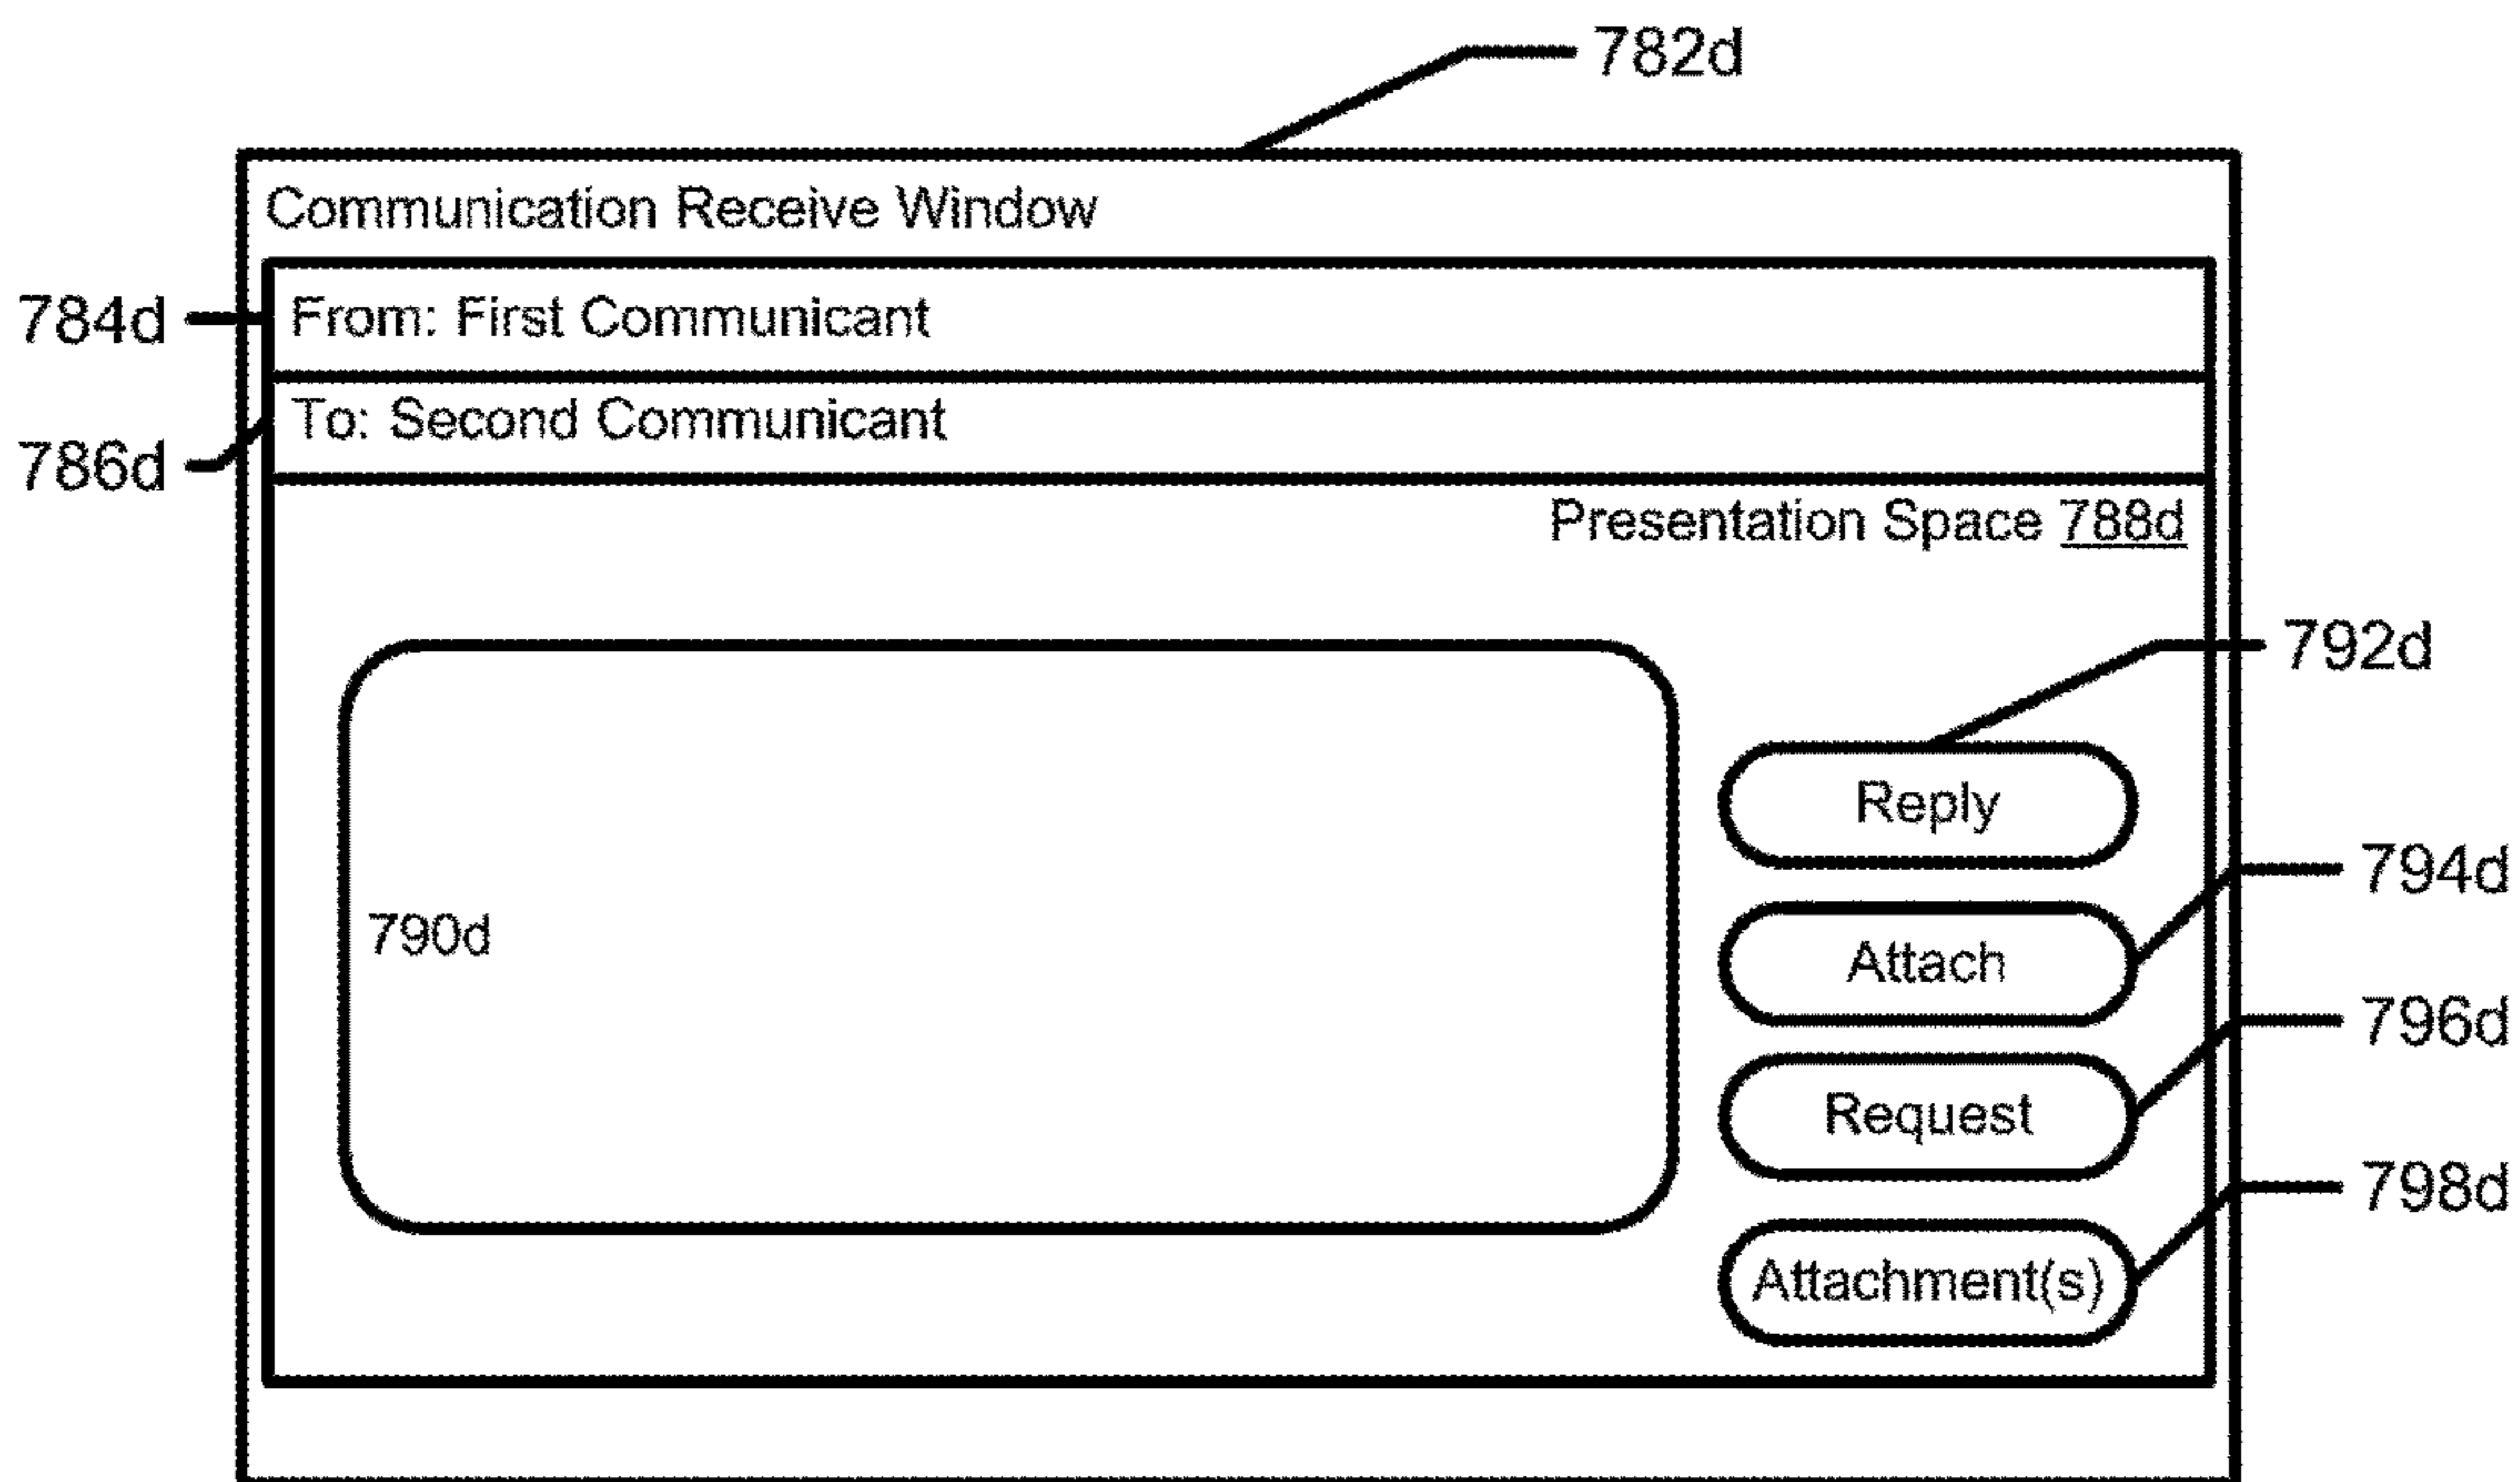 782d
Communication Receive Window
784d
From: First Communicant
To: Second Communicant
786d
Presentation Space 788d
792d
Reply
794d
790d
Attach
796d
Request
798d
Attachment(s)